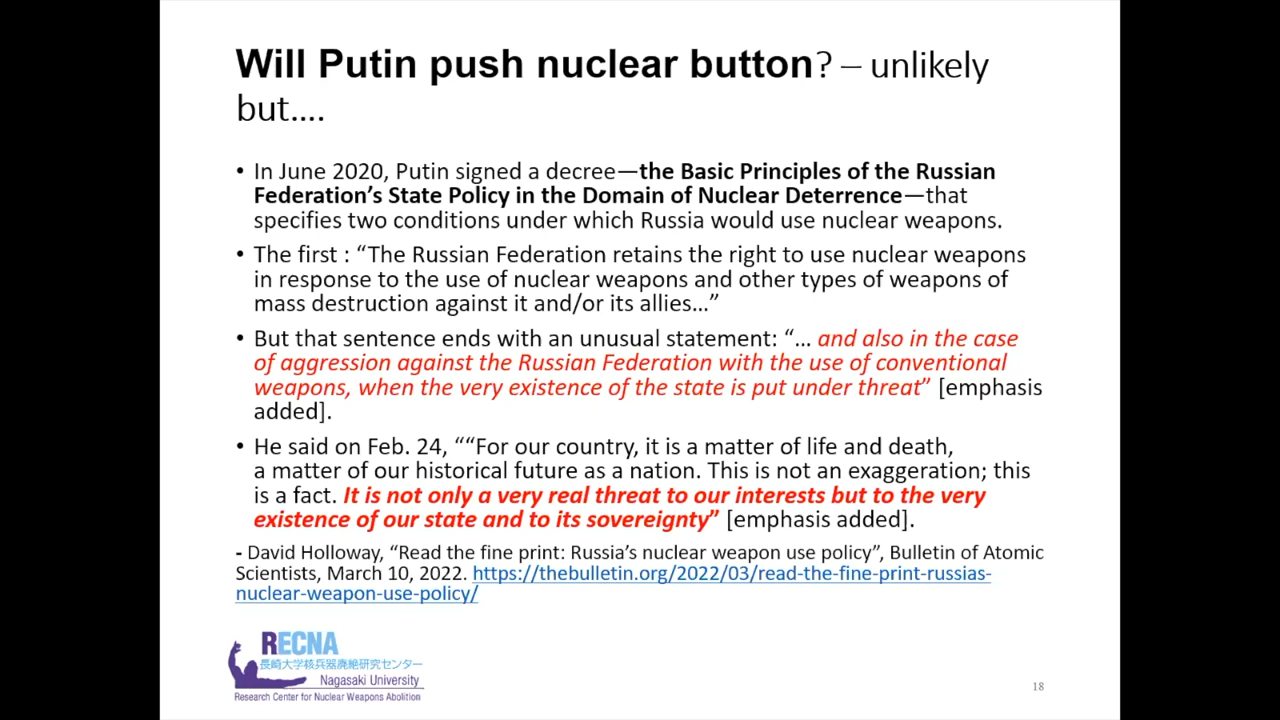 Will Putin push nuclear button? – unlikely
but….
• In June 2020, Putin signed a decree—the Basic Principles of the Russian
Federation’s State Policy in the Domain of Nuclear Deterrence—that
specifies two conditions under which Russia would use nuclear weapons.
• The first : “The Russian Federation retains the right to use nuclear weapons
in response to the use of nuclear weapons and other types of weapons of
mass destruction against it and/or its allies…”
• But that sentence ends with an unusual statement: “… and also in the case
of aggression against the Russian Federation with the use of conventional
weapons, when the very existence of the state is put under threat” [emphasis
added].
• He said on Feb. 24, ““For our country, it is a matter of life and death,
a matter of our historical future as a nation. This is not an exaggeration; this
is a fact. It is not only a very real threat to our interests but to the very
existence of our state and to its sovereignty” [emphasis added].
- David Holloway, “Read the fine print: Russia’s nuclear weapon use policy”, Bulletin of Atomic
Scientists, March 10, 2022. https://thebulletin.org/2022/03/read-the-fine-print-russias-
nuclear-weapon-use-policy/
RECNA
長崎大学核兵器廃絶研究センター
Nagasaki University
Research Center for Nuclear Weapons Abolition
18